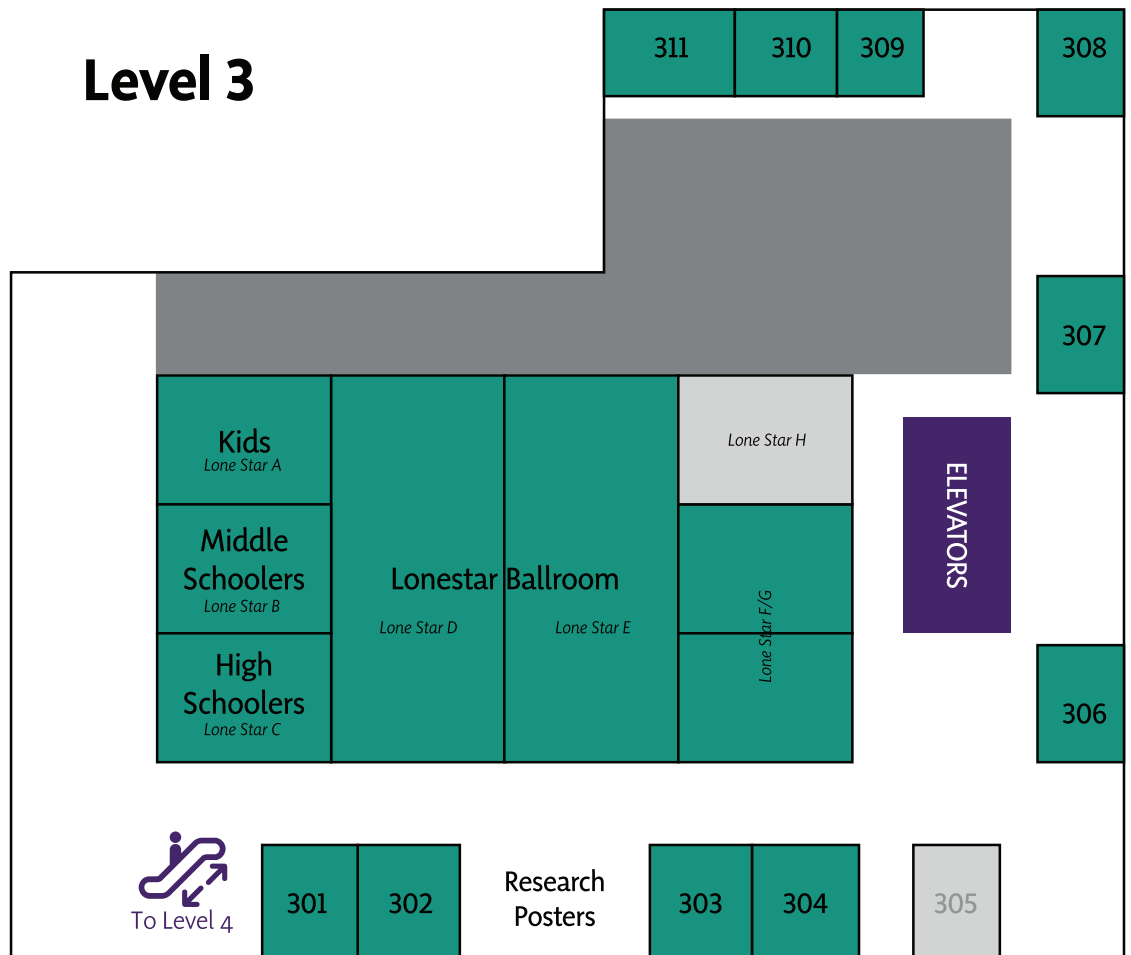 Level 3
311
310
309
308
307
Kids
Lone Star A
Lone Star H
Middle
Schoolers
Lone Star B
ELEVATORS
Lonestar Ballroom
Lone Star D
Lone Star E
Lone Star F/G
High
Schoolers
Lone Star C
306
To Level 4
301
302
Research
Posters
303
304
305